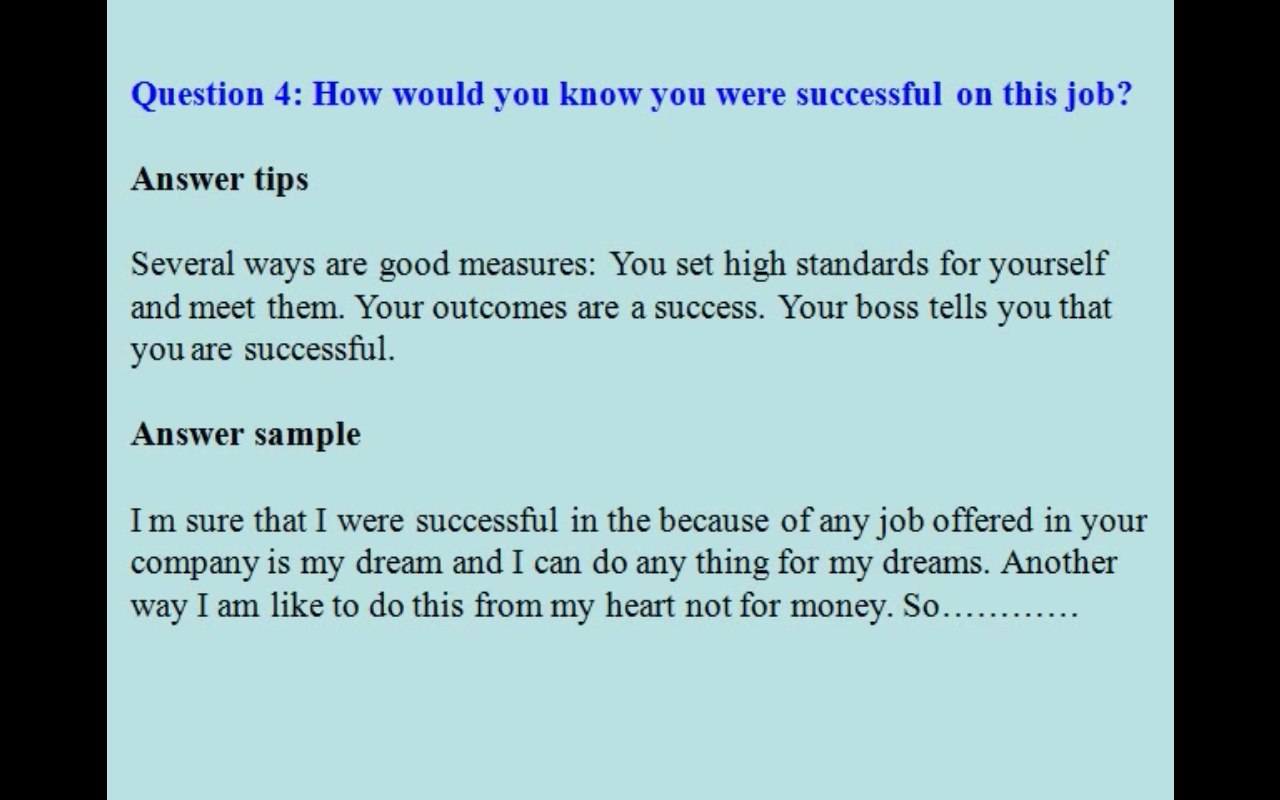 Question 4: How would you know you were successful on this job?
Answer tips
Several ways are good measures: You set high standards for yourself
and meet them. Your outcomes are a success. Your boss tells you that
you are successful.
Answer sample
I m sure that I were successful in the because of any job offered in your
company is my dream and I can do any thing for my dreams. Another
way I am like to do this from my heart not for money. So…………